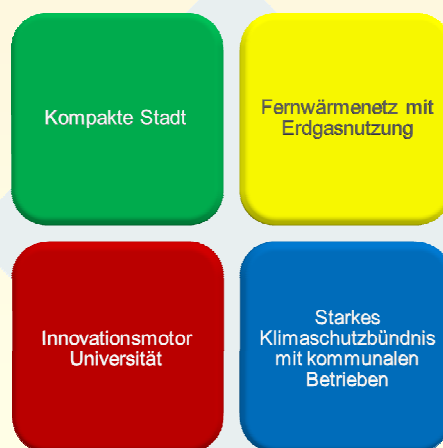 Kompakte Stadt
Fernwärmenetz mit
Erdgasnutzung
Innovationsmotor
Universität
Starkes
Klimaschutzbündnis
mit kommunalen
Betrieben